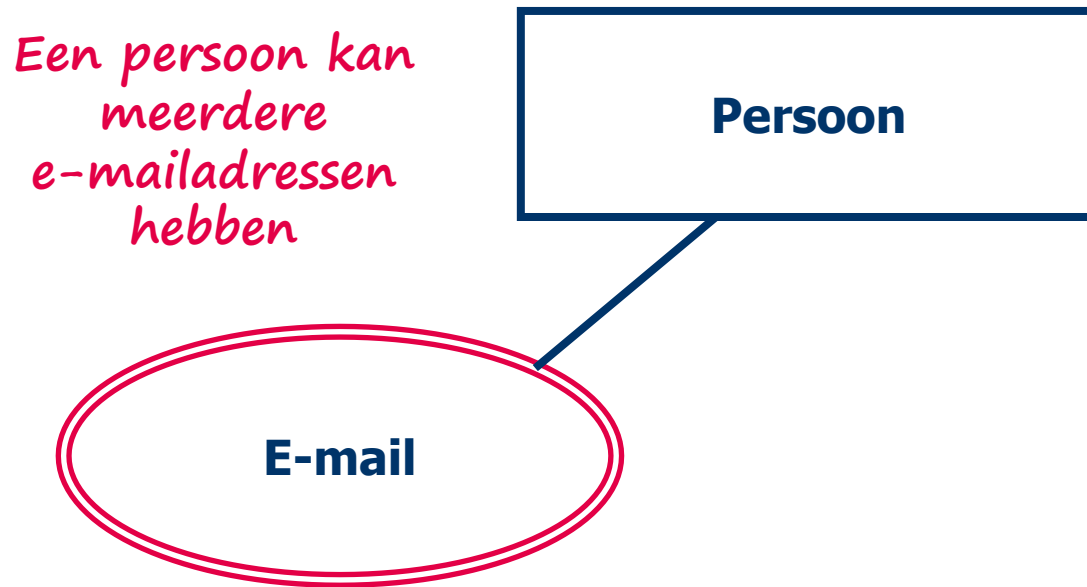 Een persoon kan
meerdere
e-mailadressen
hebben
Persoon
E-mail